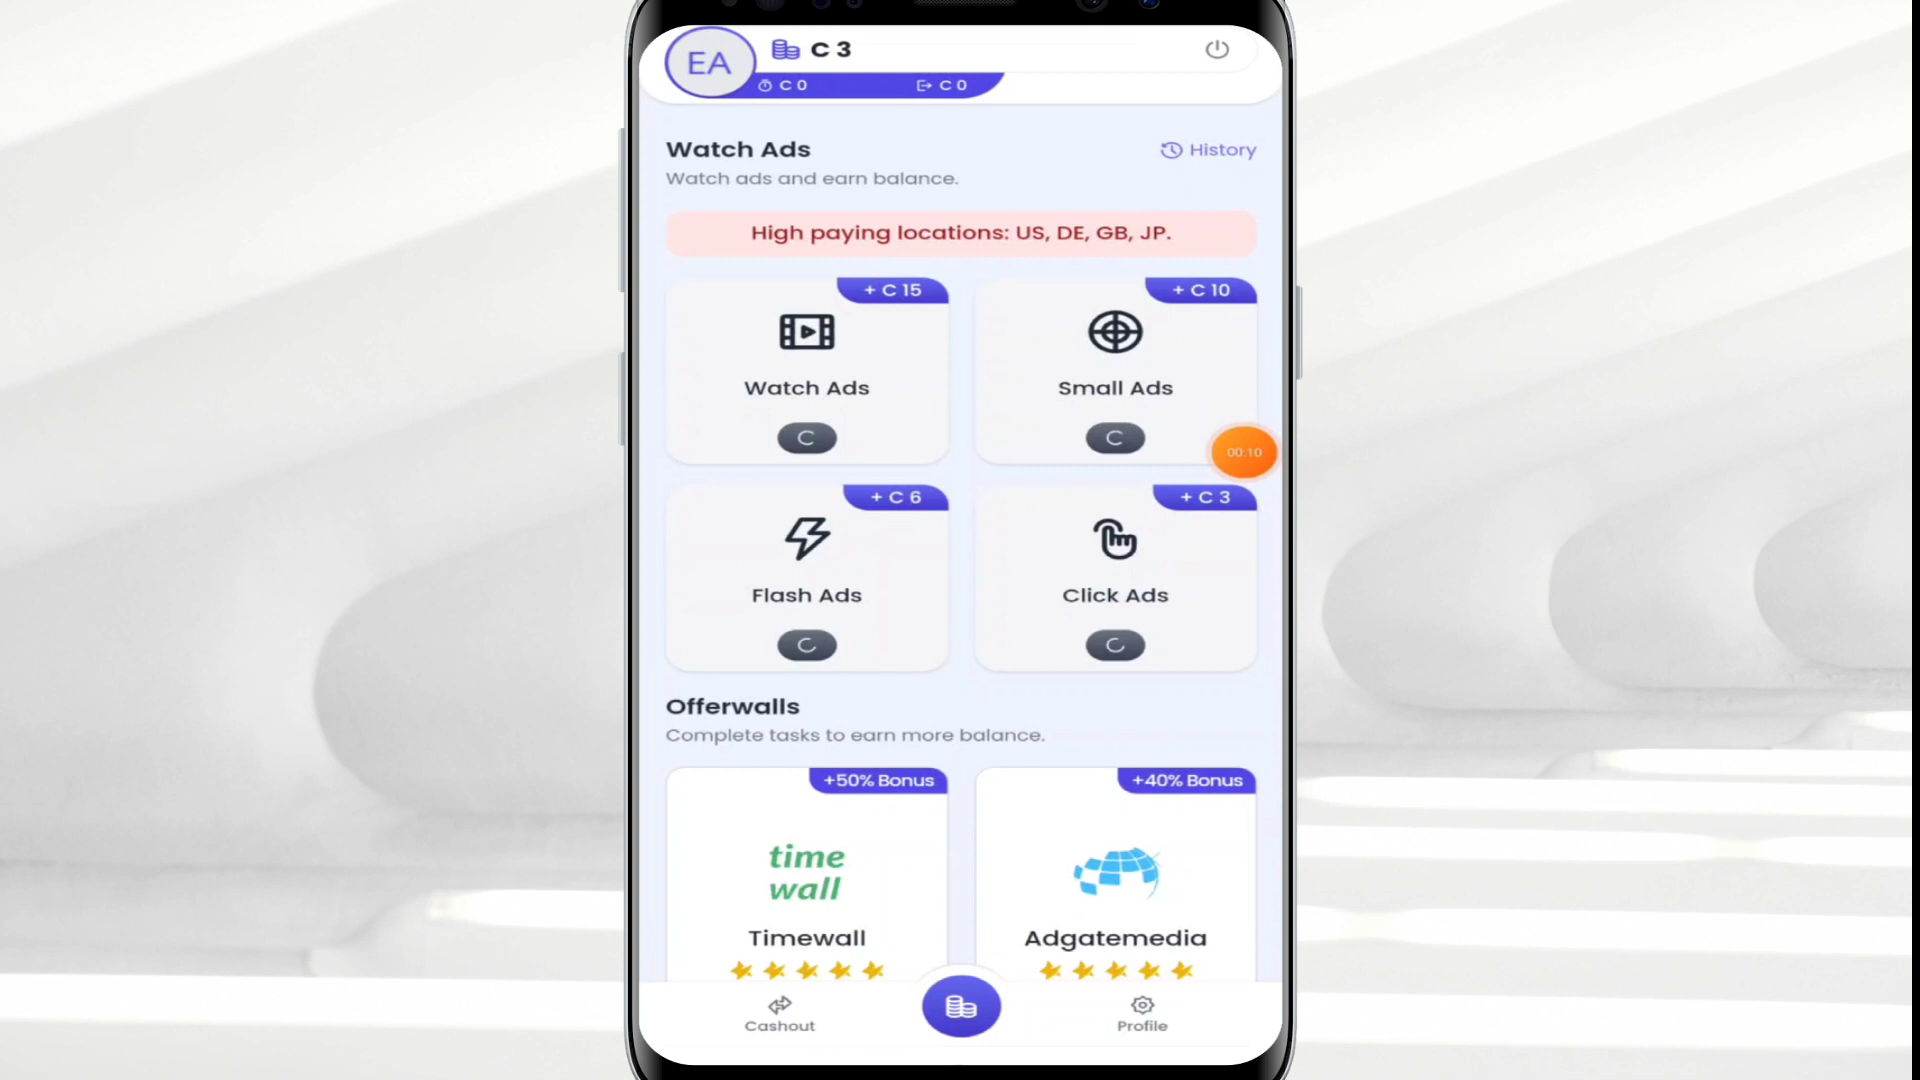 EA
C 3
C 0
C 0
Watch Ads
History
Watch ads and earn balance.
High paying locations: US, DE, GB, JP.
+ C 15
Watch Ads
+ C 10
Small Ads
00:10
+ C 6
Flash Ads
+ C 3
Click Ads
Offerwalls
Complete tasks to earn more balance.
+50% Bonus
time
wall
Timewall
+40% Bonus
Adgatemedia
Cashout
Profile